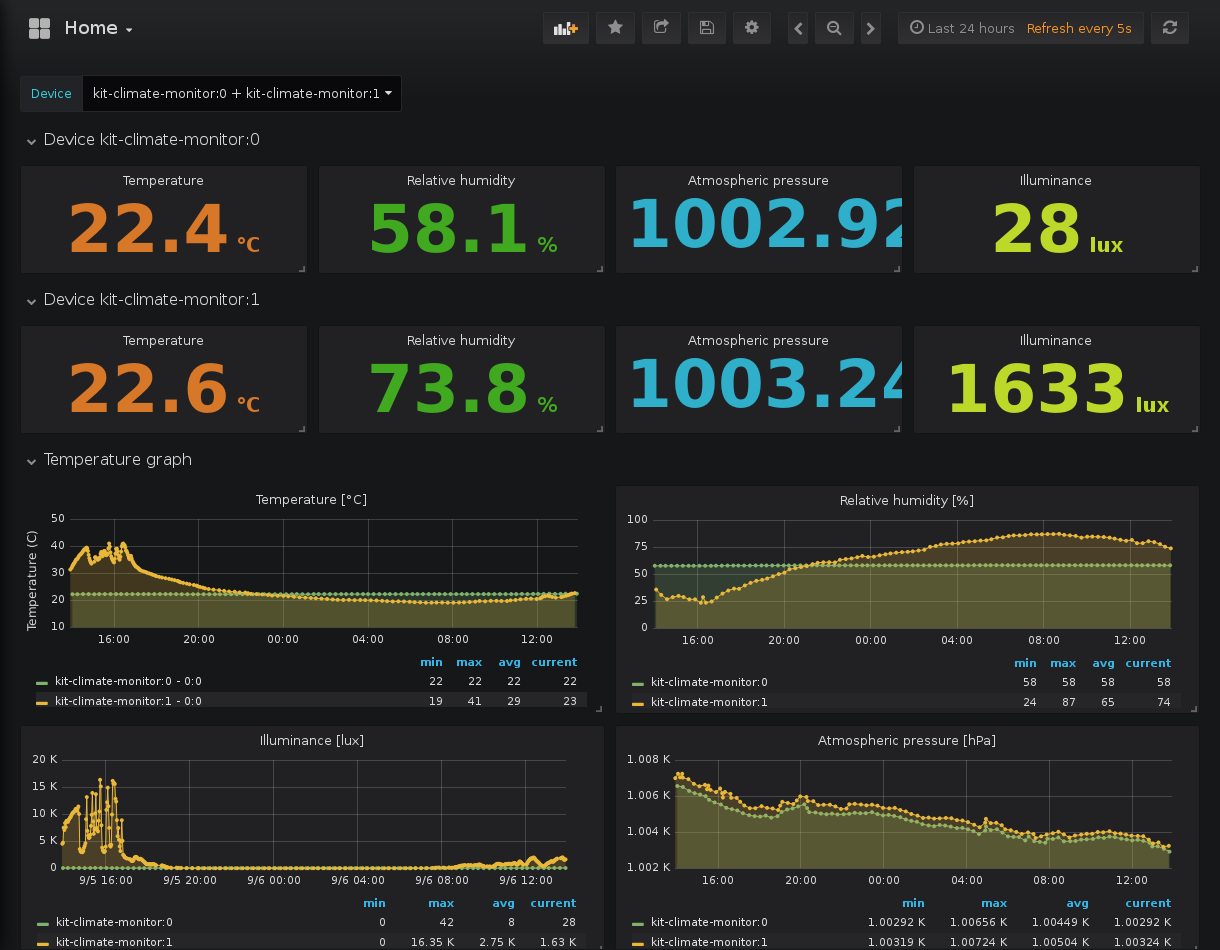 Home
Last 24 hours Refresh every 5s
Device kit-climate-monitor:0 + kit-climate-monitor:1
Device kit-climate-monitor:0
Temperature Relative humidity Atmospheric pressure Illuminance
22.4 °C 58.1 % 1002.92 28 lux
Device kit-climate-monitor:1
Temperature Relative humidity Atmospheric pressure Illuminance
22.6 °C 73.8 % 1003.24 1633 lux
Temperature graph
Temperature [°C]
Temperature (C)
50
40
30
20
10
16:00 20:00 00:00 04:00 08:00 12:00
min max avg current
kit-climate-monitor:0 - 0:0 22 22 22 22
kit-climate-monitor:1 - 0:0 19 41 29 23
Relative humidity [%]
100
75
50
25
0
16:00 20:00 00:00 04:00 08:00 12:00
min max avg current
kit-climate-monitor:0 58 58 58 58
kit-climate-monitor:1 24 87 65 74
Illuminance [lux]
20 K
15 K
10 K
5 K
0
9/5 16:00 9/5 20:00 9/6 00:00 9/6 04:00 9/6 08:00 9/6 12:00
min max avg current
kit-climate-monitor:0 0 42 8 28
kit-climate-monitor:1 0 16.35 K 2.75 K 1.63 K
Atmospheric pressure [hPa]
1.008 K
1.006 K
1.004 K
1.002 K
16:00 20:00 00:00 04:00 08:00 12:00
min max avg current
kit-climate-monitor:0 1.00292 K 1.00656 K 1.00449 K 1.00292 K
kit-climate-monitor:1 1.00319 K 1.00724 K 1.00504 K 1.00324 K